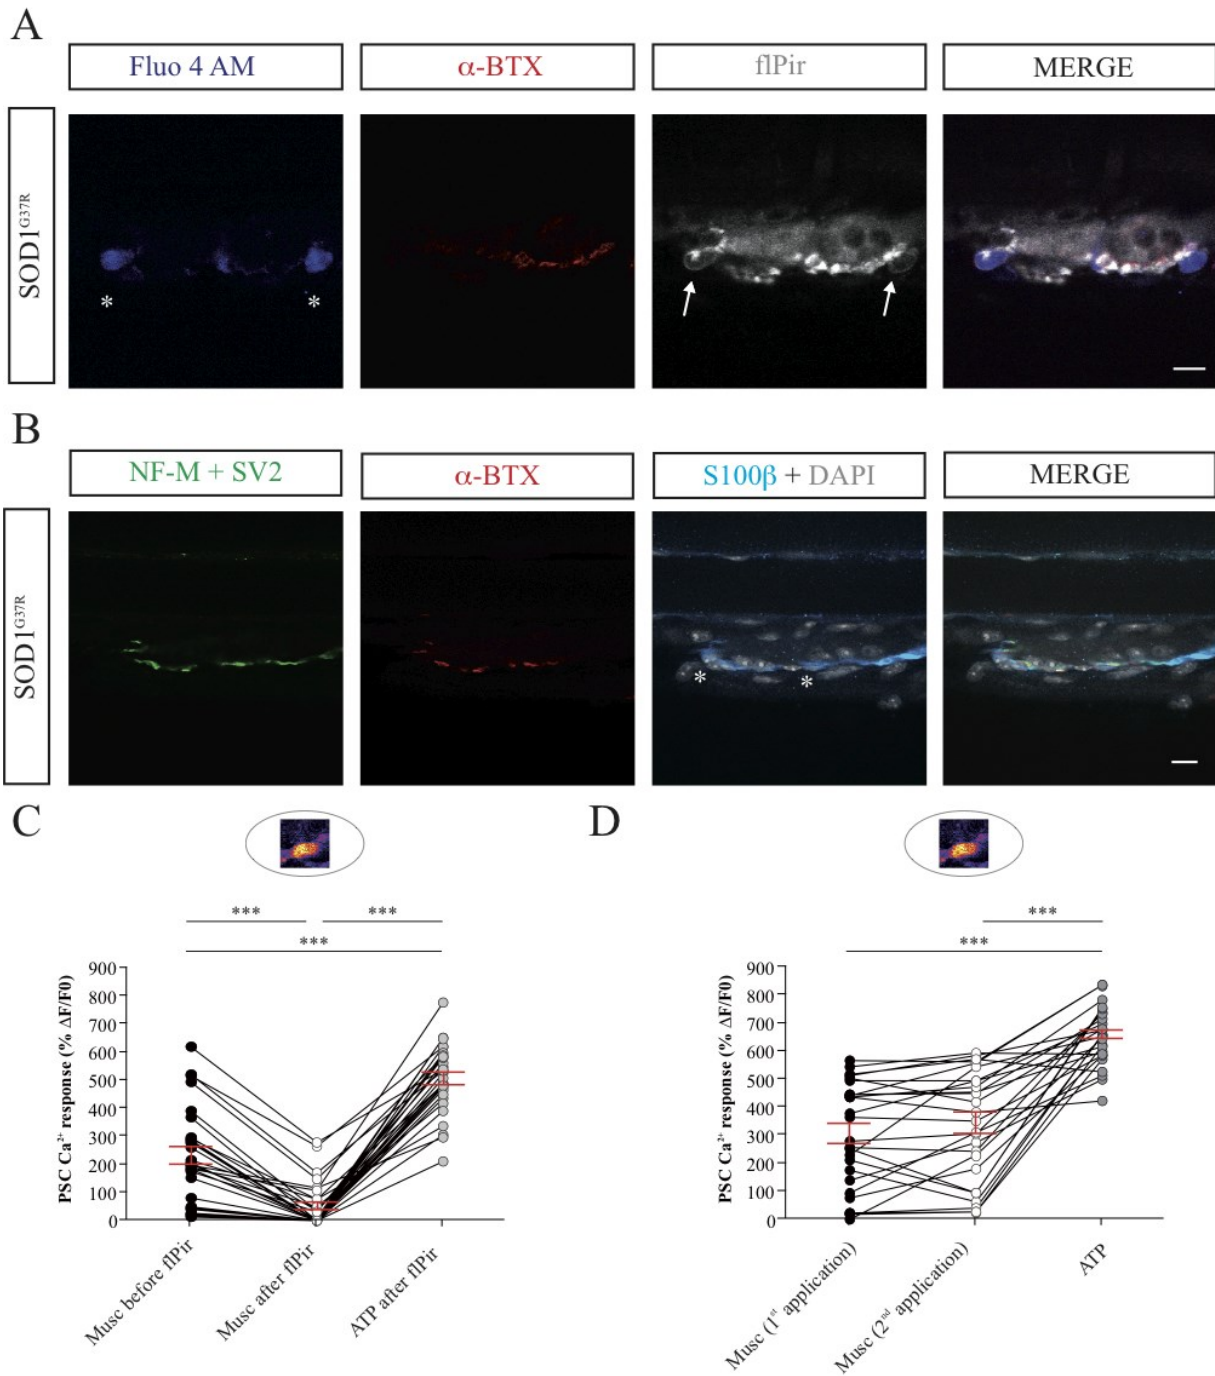 A
Fluo 4 AM
α-BTX
flPir
MERGE
SOD1ᴳ³⁷ᴿ
*
*
B
NF-M + SV2
α-BTX
S100β + DAPI
MERGE
SOD1ᴳ³⁷ᴿ
*
*
C
***
***
***
PSC Ca²⁺ response (% ΔF/F0)
900
800
700
600
500
400
300
200
100
0
Musc before flPir
Musc after flPir
ATP after flPir
D
***
***
PSC Ca²⁺ response (% ΔF/F0)
900
800
700
600
500
400
300
200
100
0
Musc (1ˢᵗ application)
Musc (2ⁿᵈ application)
ATP